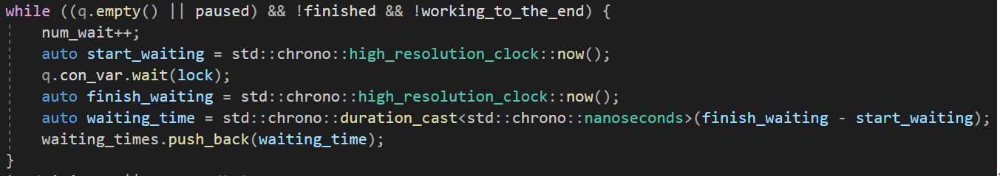 while ((q.empty() || paused) && !finished && !working_to_the_end) {
num_wait++;
auto start_waiting = std::chrono::high_resolution_clock::now();
q.con_var.wait(lock);
auto finish_waiting = std::chrono::high_resolution_clock::now();
auto waiting_time = std::chrono::duration_cast<std::chrono::nanoseconds>(finish_waiting - start_waiting);
waiting_times.push_back(waiting_time);
}